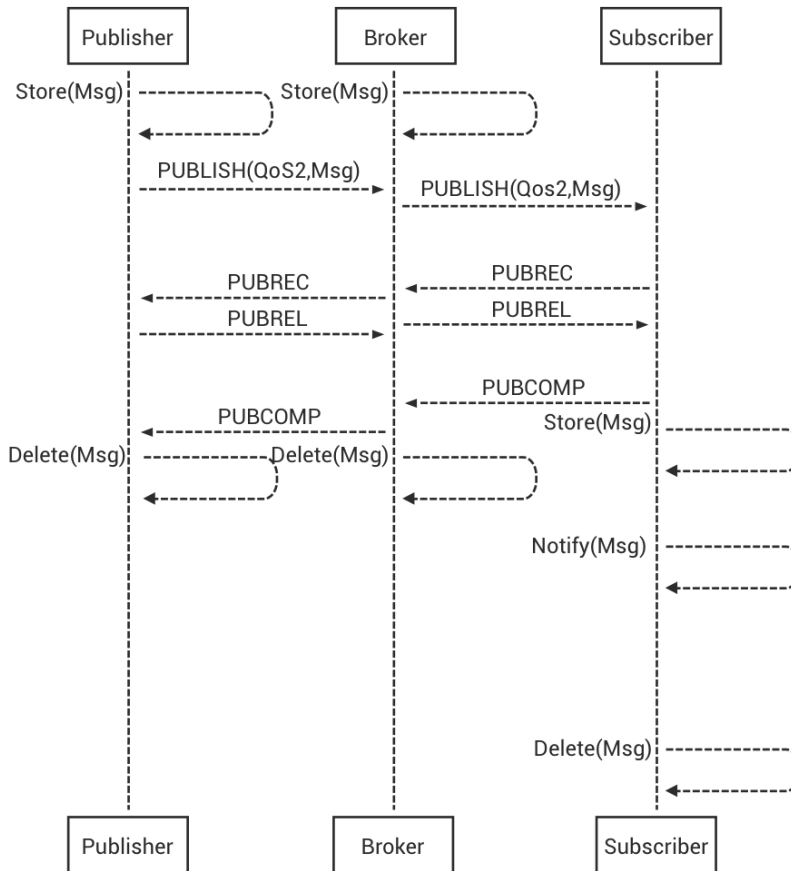 Publisher
Broker
Subscriber
Store(Msg)
Store(Msg)
PUBLISH(QoS2,Msg)
PUBLISH(Qos2,Msg)
PUBREC
PUBREC
PUBREL
PUBREL
PUBCOMP
PUBCOMP
Store(Msg)
Delete(Msg)
Delete(Msg)
Notify(Msg)
Delete(Msg)
Publisher
Broker
Subscriber